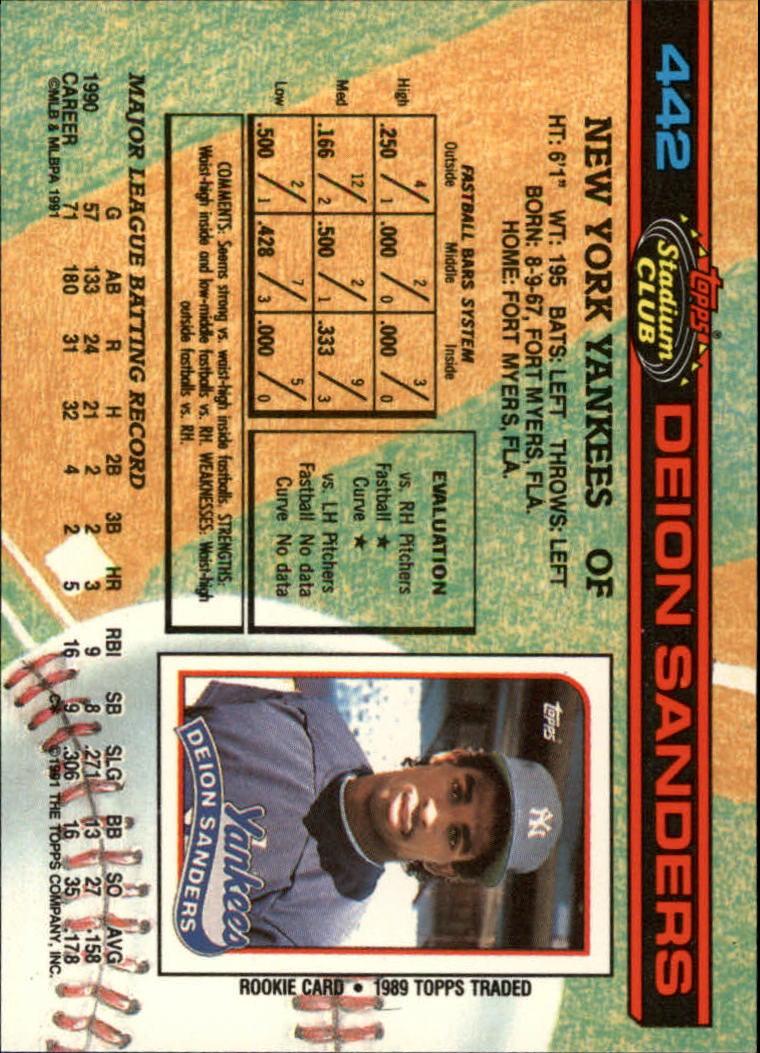 442
topps®
Stadium
CLUB
DEION SANDERS
NEW YORK YANKEES OF
HT: 6'1" WT: 195 BATS: LEFT THROWS: LEFT
BORN: 8-9-67, FORT MYERS, FLA.
HOME: FORT MYERS, FLA.
FASTBALL BARS SYSTEM
Outside Middle Inside
High .250 4/1 .000 2/0 .000 3/0
Med .166 12/2 .500 2/1 .333 9/3
Low .500 2/1 .428 7/3 .000 5/0
EVALUATION
vs. RH Pitchers
Fastball ★
Curve ★
vs. LH Pitchers
Fastball No data
Curve No data
COMMENTS: Seems strong vs. waist-high inside fastballs STRENGTHS:
Waist-high inside and low-middle fastballs vs. RH. WEAKNESSES: Waist-high
outside fastballs vs. RH.
MAJOR LEAGUE BATTING RECORD
G AB R H 2B 3B HR RBI SB SLG BB SO AVG
1990 57 133 24 21 2 2 3 9 8 .271 13 27 .158
CAREER 71 180 31 32 4 2 5 16 9 .306 16 35 .178
©MLB & MLBPA 1991
©1991 THE TOPPS COMPANY, INC.
topps
NY
Yankees
DEION SANDERS
ROOKIE CARD • 1989 TOPPS TRADED